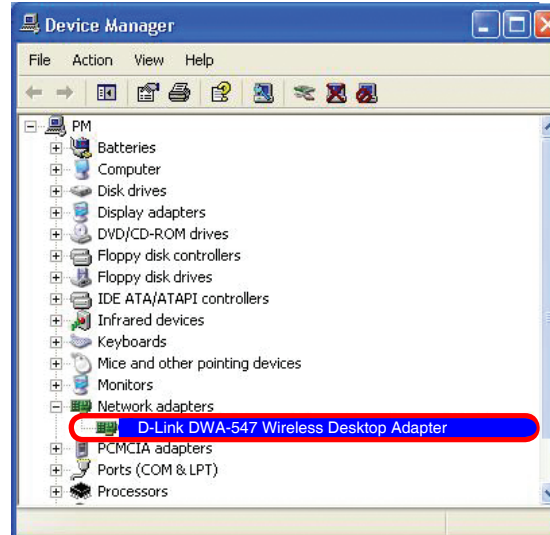 Device Manager
File Action View Help
PM
Batteries
Computer
Disk drives
Display adapters
DVD/CD-ROM drives
Floppy disk controllers
Floppy disk drives
IDE ATA/ATAPI controllers
Infrared devices
Keyboards
Mice and other pointing devices
Monitors
Network adapters
D-Link DWA-547 Wireless Desktop Adapter
PCMCIA adapters
Ports (COM & LPT)
Processors